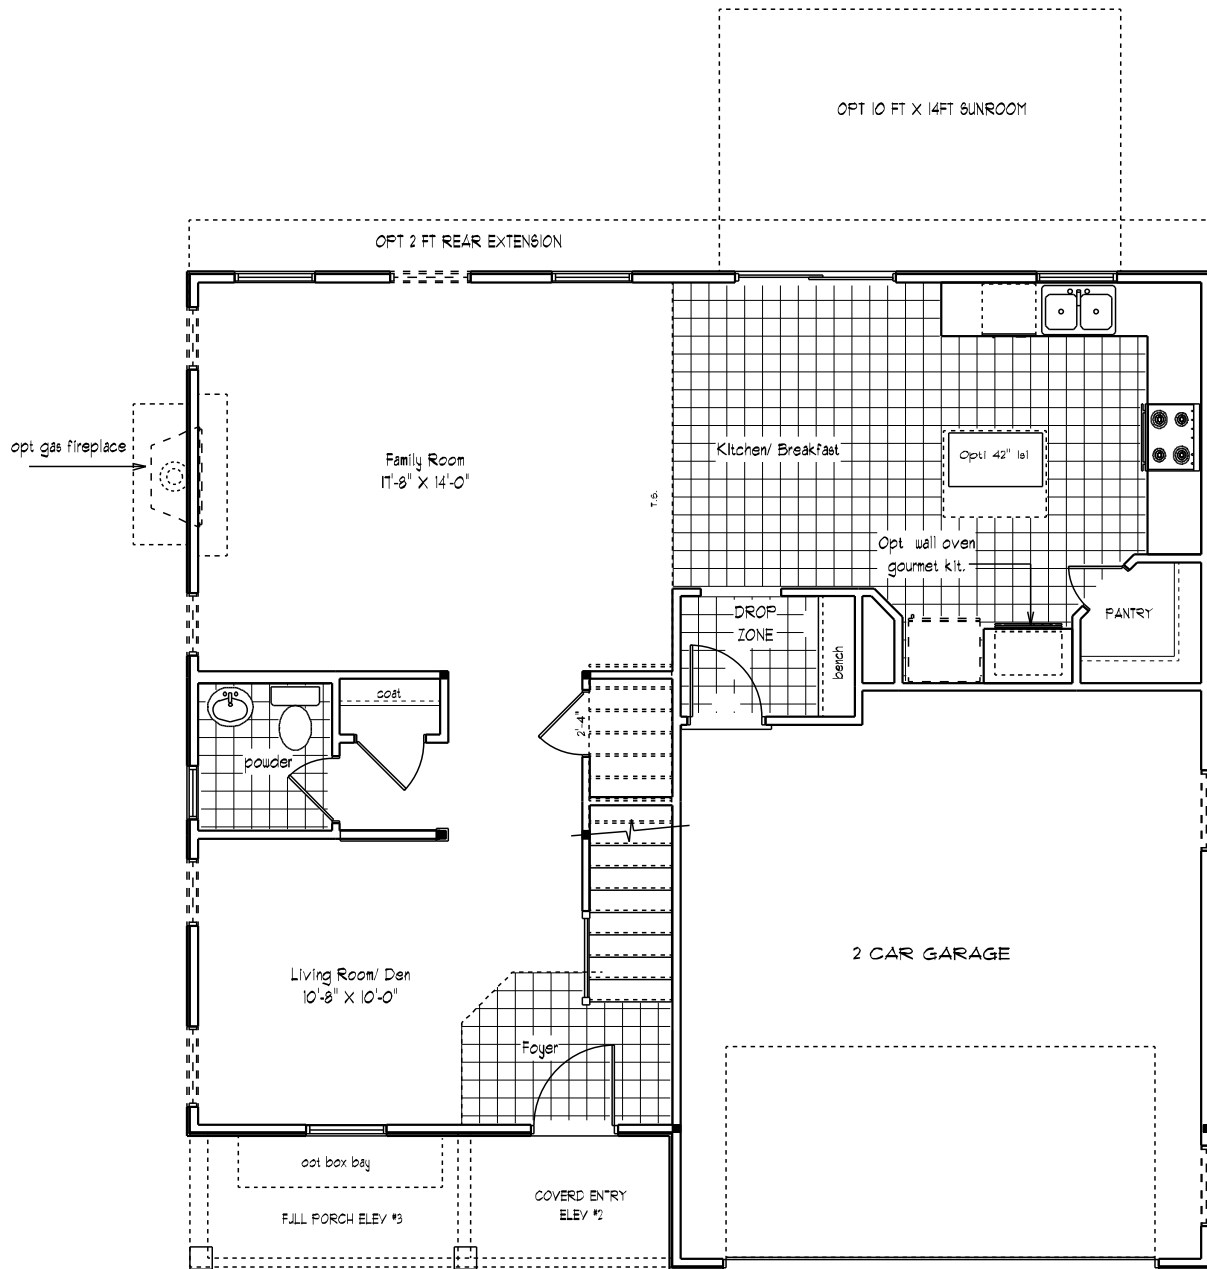 OPT 10 FT X 14FT SUNROOM
OPT 2 FT REAR EXTENSION
opt gas fireplace
Family Room
17'-8" X 14'-0"
T.S.
Kitchen/ Breakfast
Opti 42" Isl
Opt wall oven
gourmet kit.
DROP
ZONE
bench
PANTRY
coat
powder
2'-4"
Living Room/ Den
10'-8" X 10'-0"
Foyer
2 CAR GARAGE
opt box bay
FULL PORCH ELEV #3
COVERD ENTRY
ELEV #2